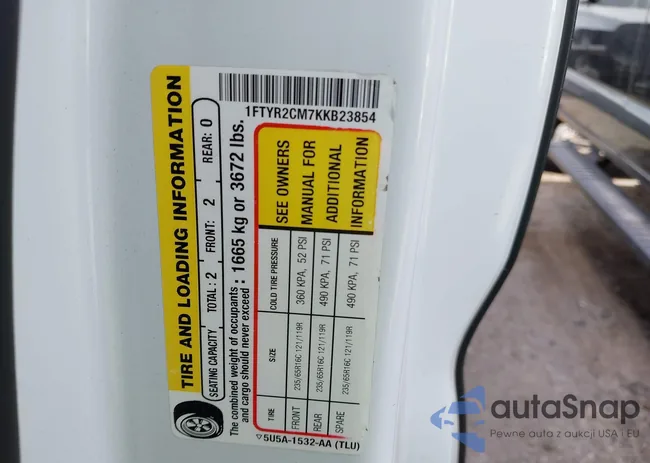 1FTYR2CM7KKB23854
TIRE AND LOADING INFORMATION
SEATING CAPACITY TOTAL : 2 FRONT: 2 REAR: 0
The combined weight of occupants
and cargo should never exceed : 1665 kg or 3672 lbs.
TIRE SIZE COLD TIRE PRESSURE
FRONT 235/65R16C 121/119R 360 KPA, 52 PSI
REAR 235/65R16C 121/119R 490 KPA, 71 PSI
SPARE 235/65R16C 121/119R 490 KPA, 71 PSI
SEE OWNERS
MANUAL FOR
ADDITIONAL
INFORMATION
5U5A-1532-AA (TLU)
autaSnap
Pewne auta z aukcji USA - EU